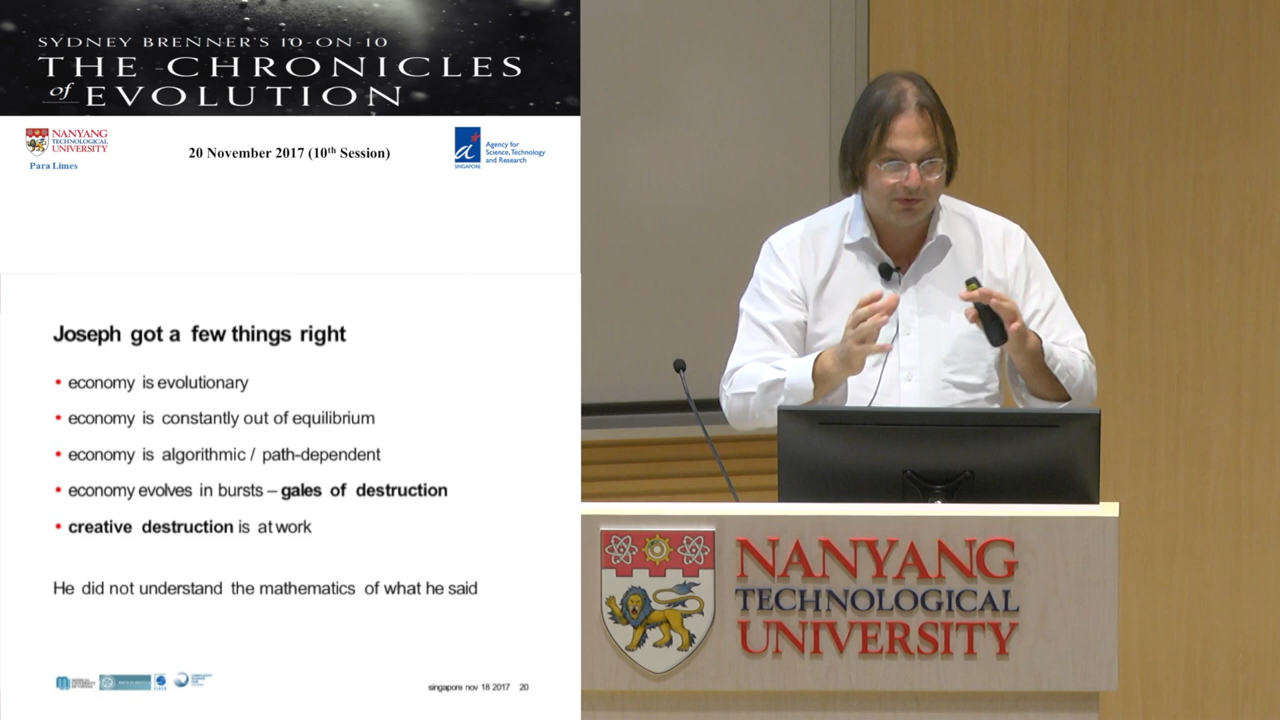 SYDNEY BRENNER'S 10-ON-10
THE CHRONICLES
of EVOLUTION
NANYANG
TECHNOLOGICAL
UNIVERSITY
Para Limes
20 November 2017 (10th Session)
SINGAPORE
Agency for
Science, Technology
and Research
Joseph got a few things right
• economy is evolutionary
• economy is constantly out of equilibrium
• economy is algorithmic / path-dependent
• economy evolves in bursts – gales of destruction
• creative destruction is at work
He did not understand the mathematics of what he said
singapore nov 18 2017 20
NANYANG
TECHNOLOGICAL
UNIVERSITY